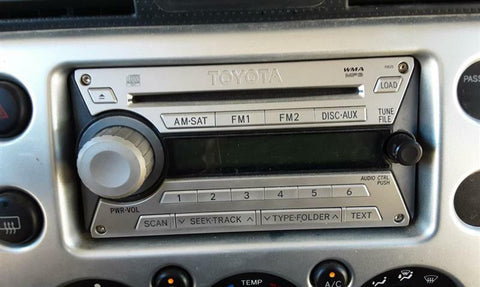 TOYOTA
WMA
MP3
LOAD
AM·SAT FM1 FM2 DISC·AUX
TUNE
FILE
AUDIO CTRL
PUSH
1 2 3 4 5 6
PWR·VOL
SCAN ∨ SEEK·TRACK ∧ ∨ TYPE·FOLDER ∧ TEXT
PASS
TEMP
A/C